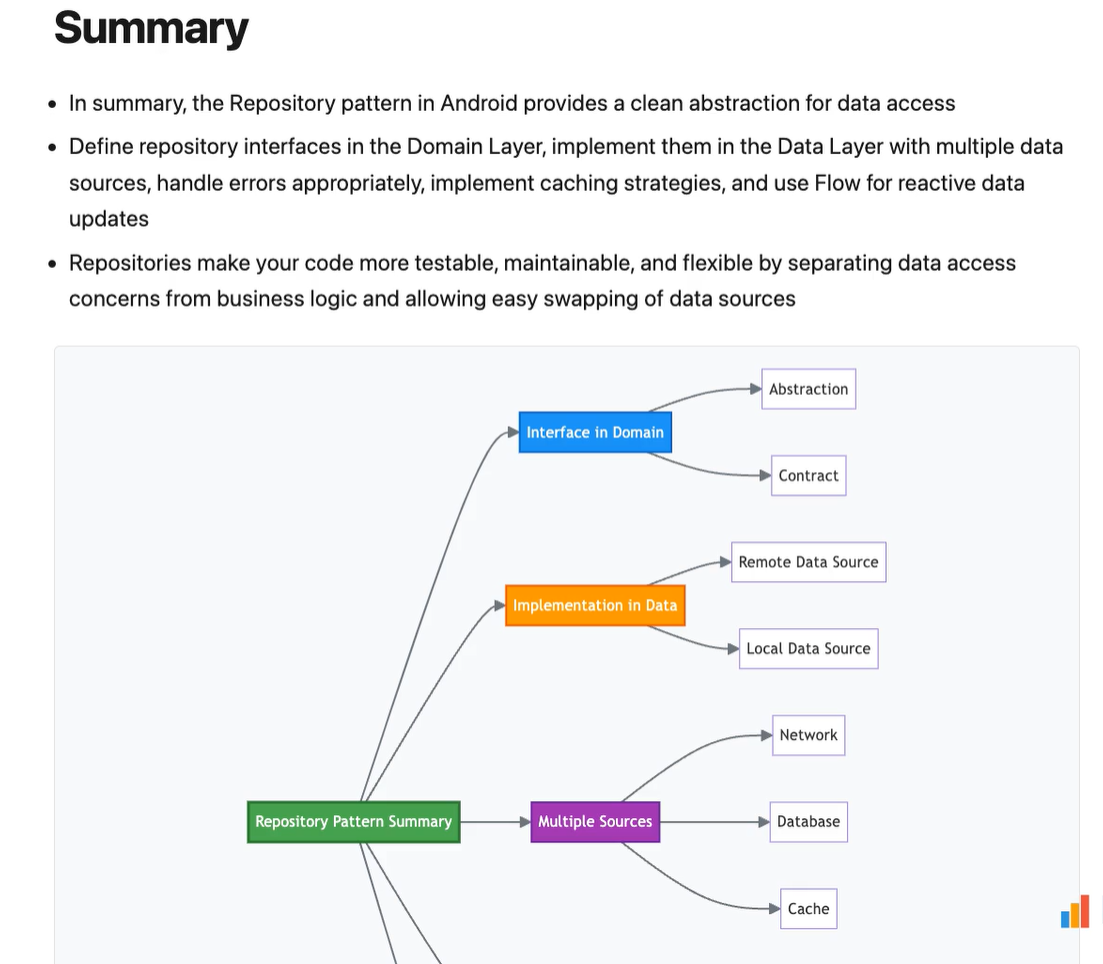 Summary
• In summary, the Repository pattern in Android provides a clean abstraction for data access
• Define repository interfaces in the Domain Layer, implement them in the Data Layer with multiple data
sources, handle errors appropriately, implement caching strategies, and use Flow for reactive data
updates
• Repositories make your code more testable, maintainable, and flexible by separating data access
concerns from business logic and allowing easy swapping of data sources
Abstraction
Interface in Domain
Contract
Remote Data Source
Implementation in Data
Local Data Source
Network
Repository Pattern Summary
Multiple Sources
Database
Cache